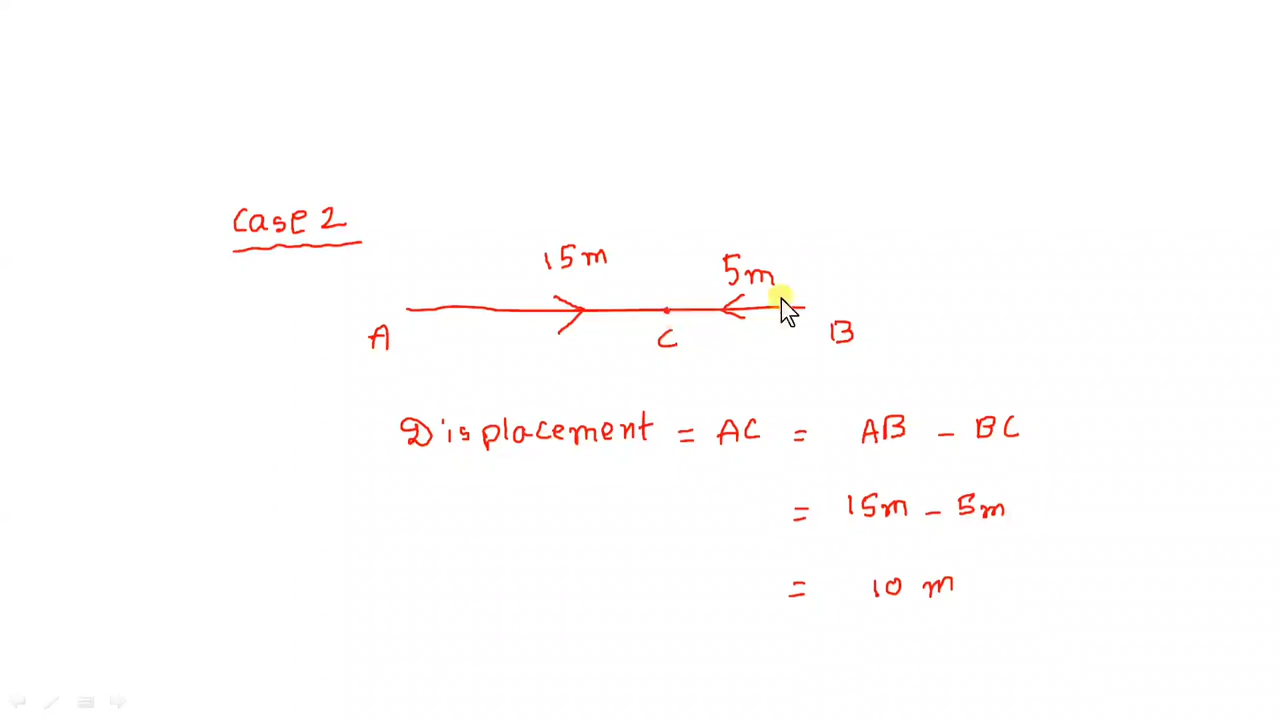 Case 2
15m 5m
A C B
Displacement = AC = AB - BC
= 15m - 5m
= 10 m